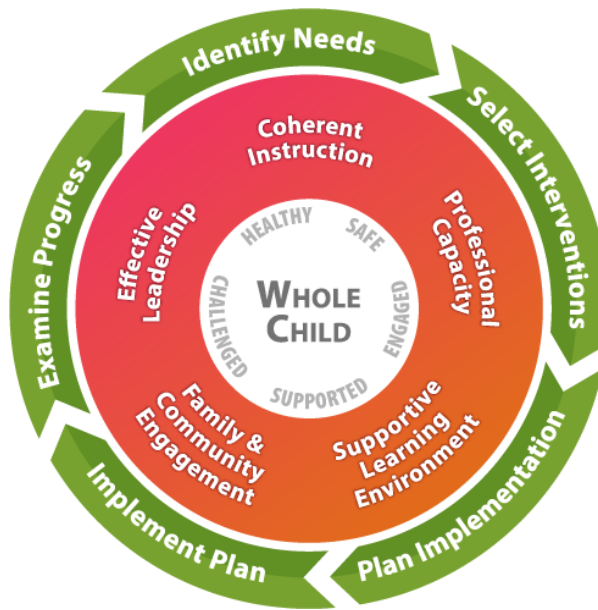 Identify Needs
Select Interventions
Plan Implementation
Implement Plan
Examine Progress
Coherent
Instruction
Professional
Capacity
Supportive
Learning
Environment
Family &
Community
Engagement
Effective
Leadership
HEALTHY
SAFE
ENGAGED
SUPPORTED
CHALLENGED
WHOLE
CHILD